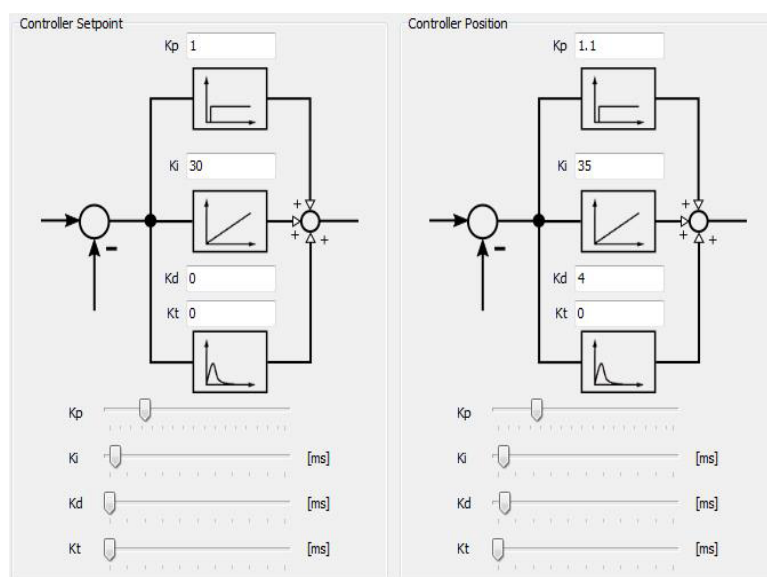 Controller Setpoint
Kp 1
Ki 30
+
+
+
-
Kd 0
Kt 0
Kp
Ki [ms]
Kd [ms]
Kt [ms]
Controller Position
Kp 1.1
Ki 35
+
+
+
-
Kd 4
Kt 0
Kp
Ki [ms]
Kd [ms]
Kt [ms]